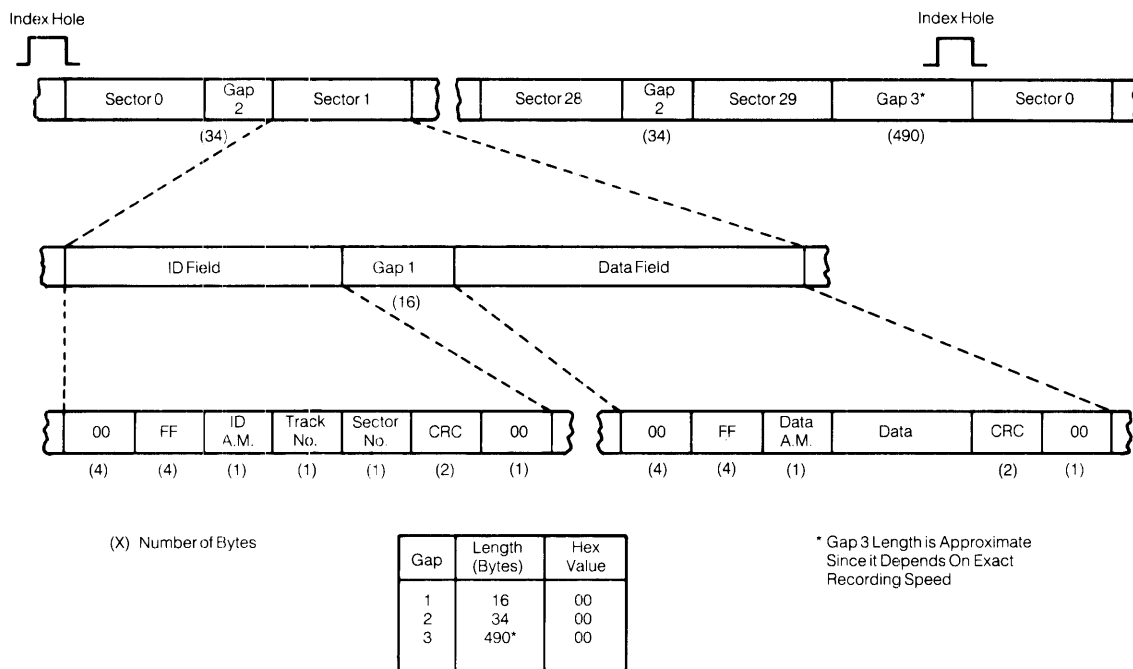 Index Hole
Index Hole
Sector 0
Gap
2
Sector 1
Sector 28
Gap
2
Sector 29
Gap 3*
Sector 0
(34)
(34)
(490)
ID Field
Gap 1
Data Field
(16)
00
FF
ID
A.M.
Track
No.
Sector
No.
CRC
00
00
FF
Data
A.M.
Data
CRC
00
(4)
(4)
(1)
(1)
(1)
(2)
(1)
(4)
(4)
(1)
(2)
(1)
(X) Number of Bytes
Gap
Length
(Bytes)
Hex
Value
1
16
00
2
34
00
3
490*
00
* Gap 3 Length is Approximate
Since it Depends On Exact
Recording Speed